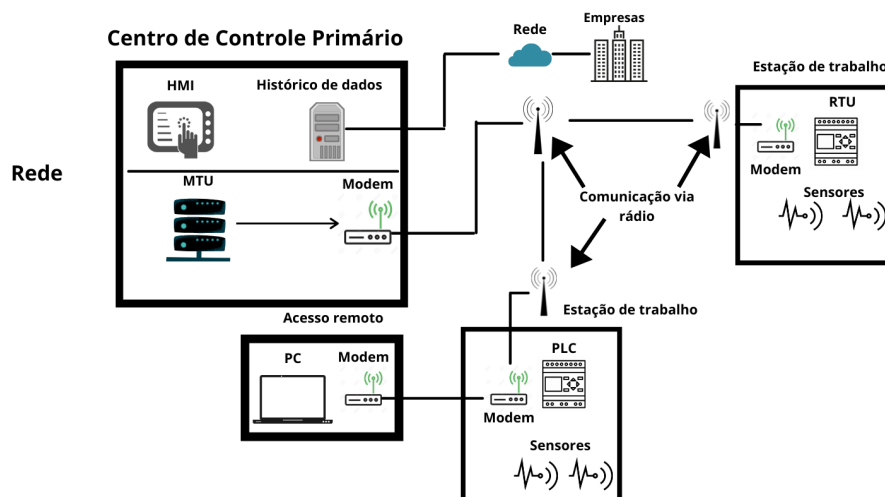 Centro de Controle Primário
Rede
Empresas
Estação de trabalho
HMI
Histórico de dados
RTU
Modem
Sensores
Rede
MTU
Modem
Comunicação via
rádio
Acesso remoto
Estação de trabalho
PC
Modem
PLC
Modem
Sensores